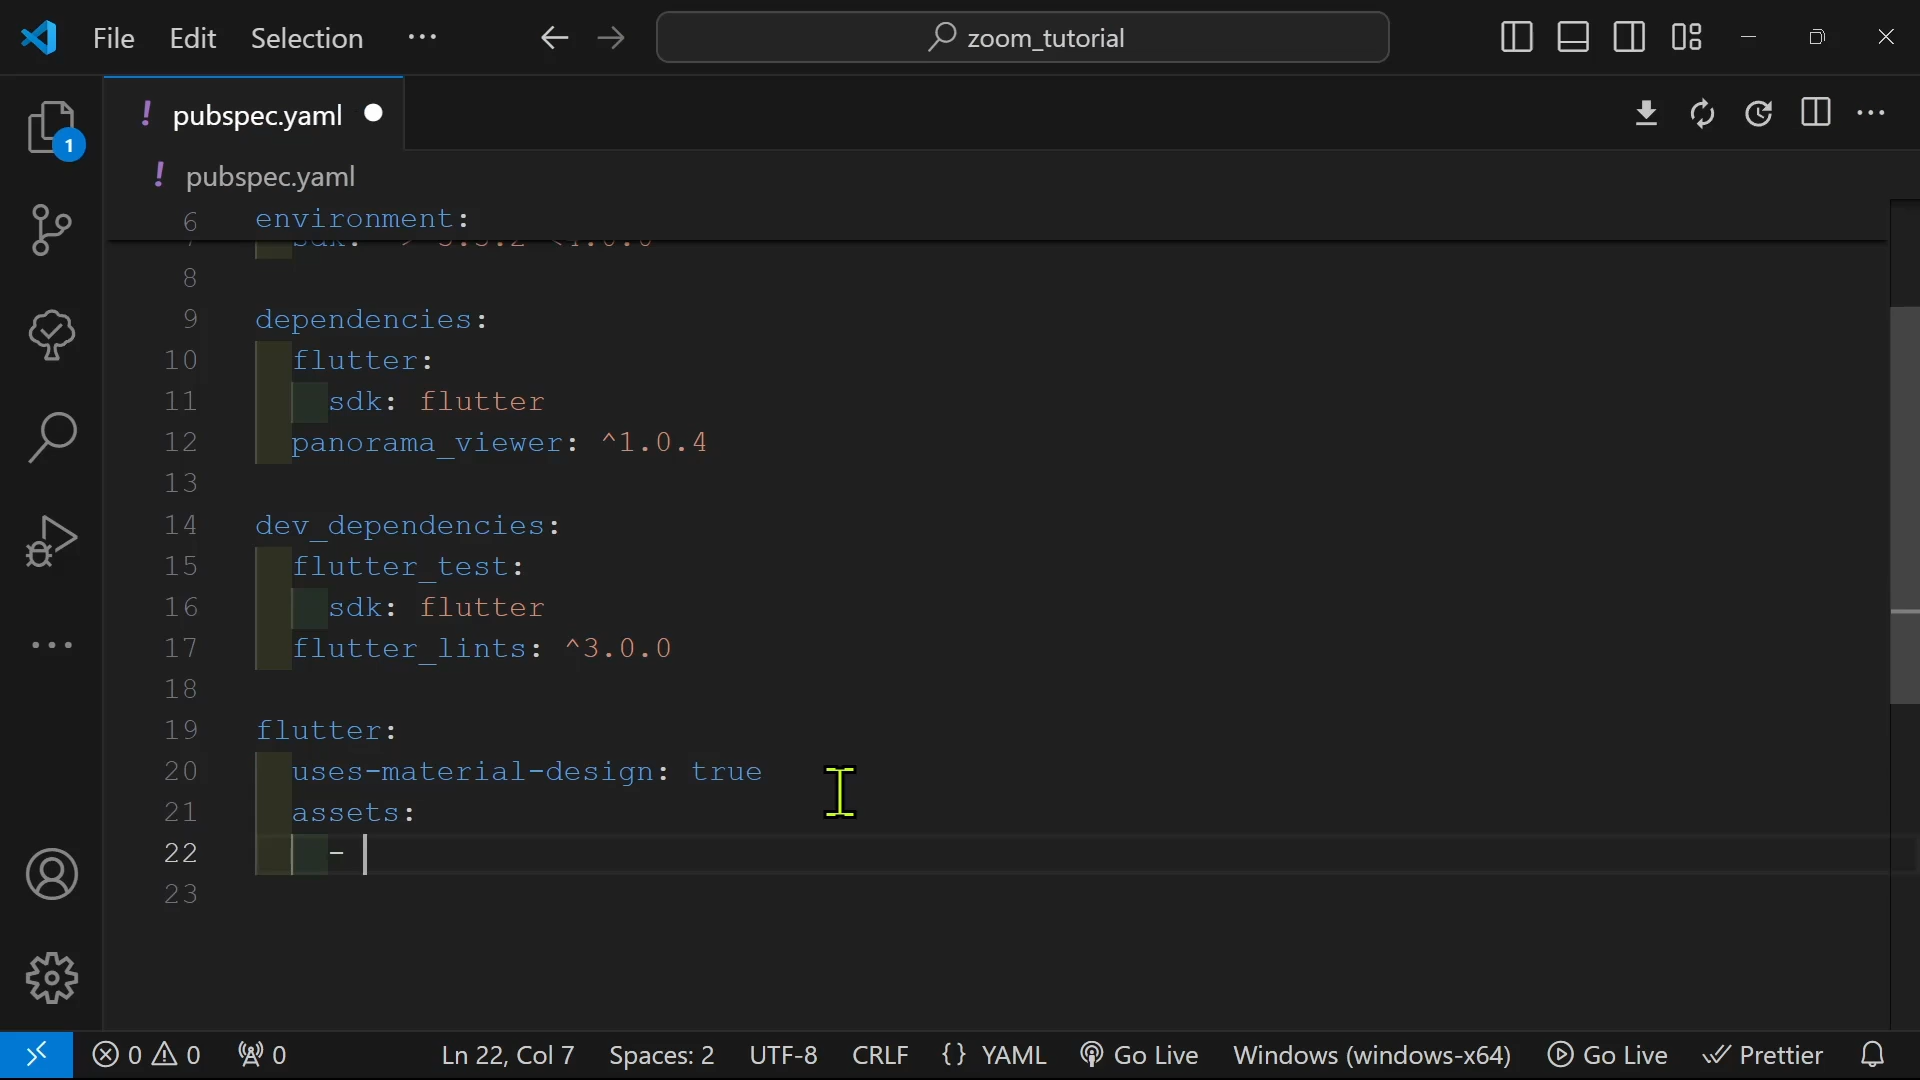 File Edit Selection ··· zoom_tutorial
! pubspec.yaml
1
! pubspec.yaml
6 environment:
8
9 dependencies:
10 flutter:
11 sdk: flutter
12 panorama_viewer: ^1.0.4
13
14 dev_dependencies:
15 flutter_test:
16 sdk: flutter
17 flutter_lints: ^3.0.0
18
19 flutter:
20 uses-material-design: true
21 assets:
22 -
23
0 0 0 Ln 22, Col 7 Spaces: 2 UTF-8 CRLF {} YAML Go Live Windows (windows-x64) Go Live Prettier